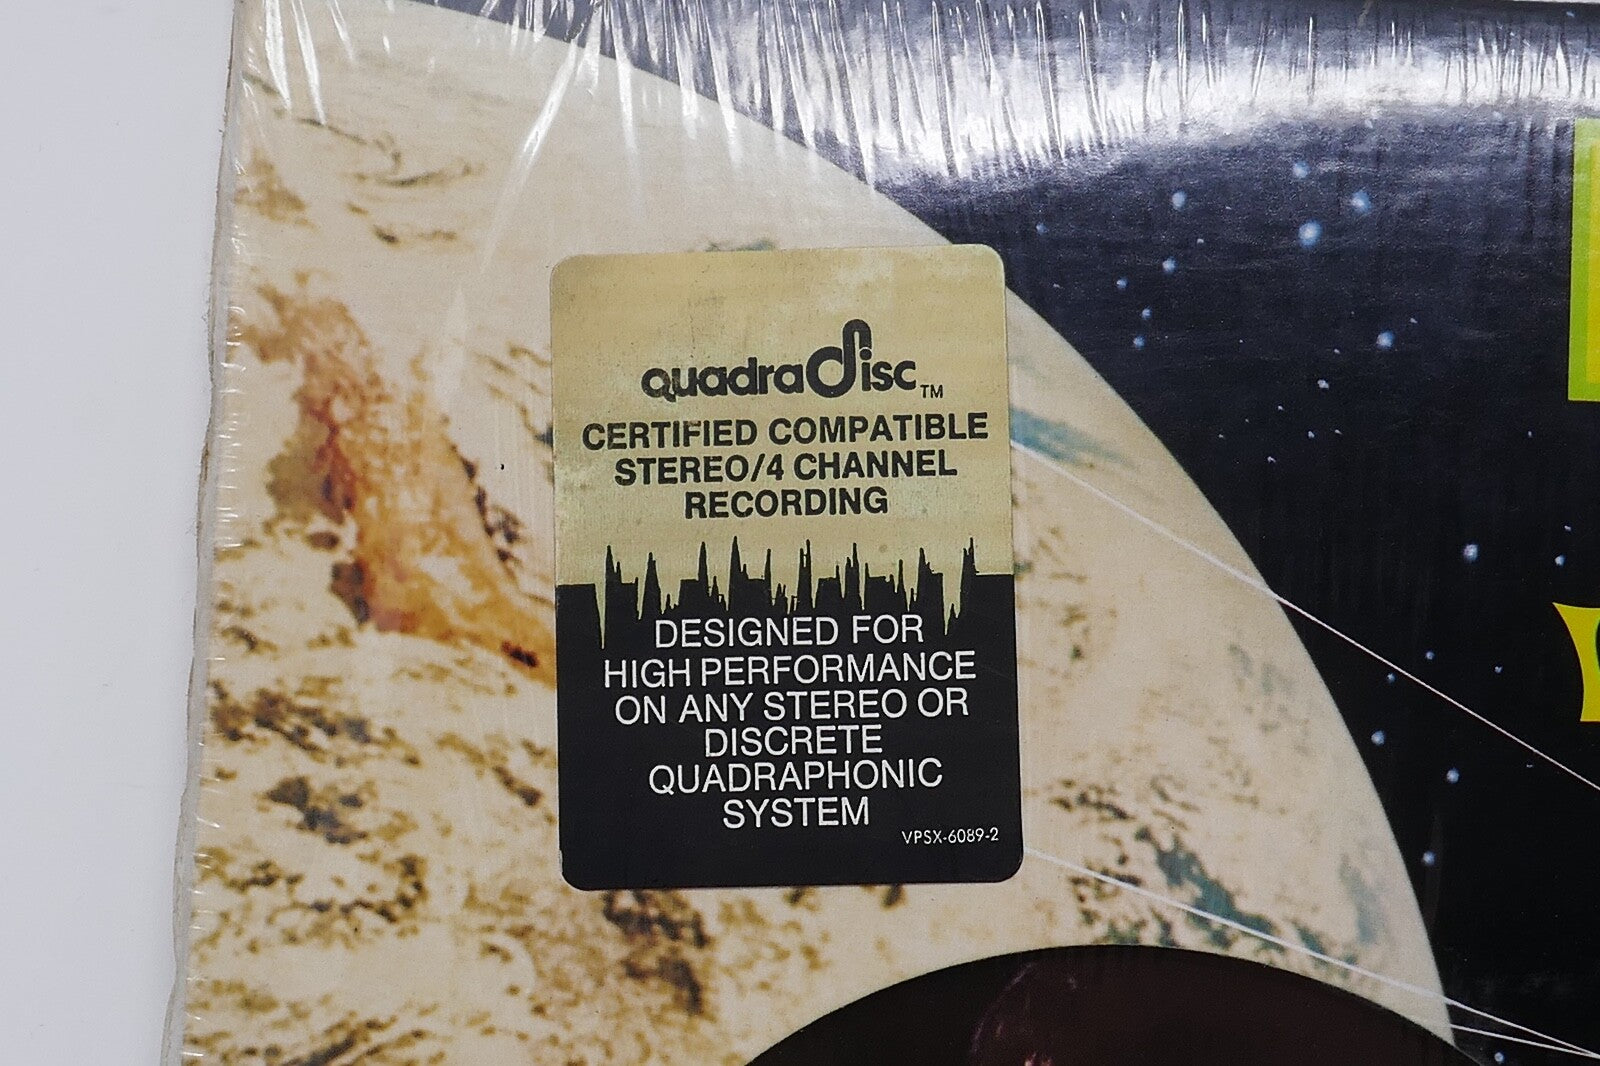 quadradisc™
CERTIFIED COMPATIBLE
STEREO/4 CHANNEL
RECORDING
DESIGNED FOR
HIGH PERFORMANCE
ON ANY STEREO OR
DISCRETE
QUADRAPHONIC
SYSTEM
VPSX-6089-2